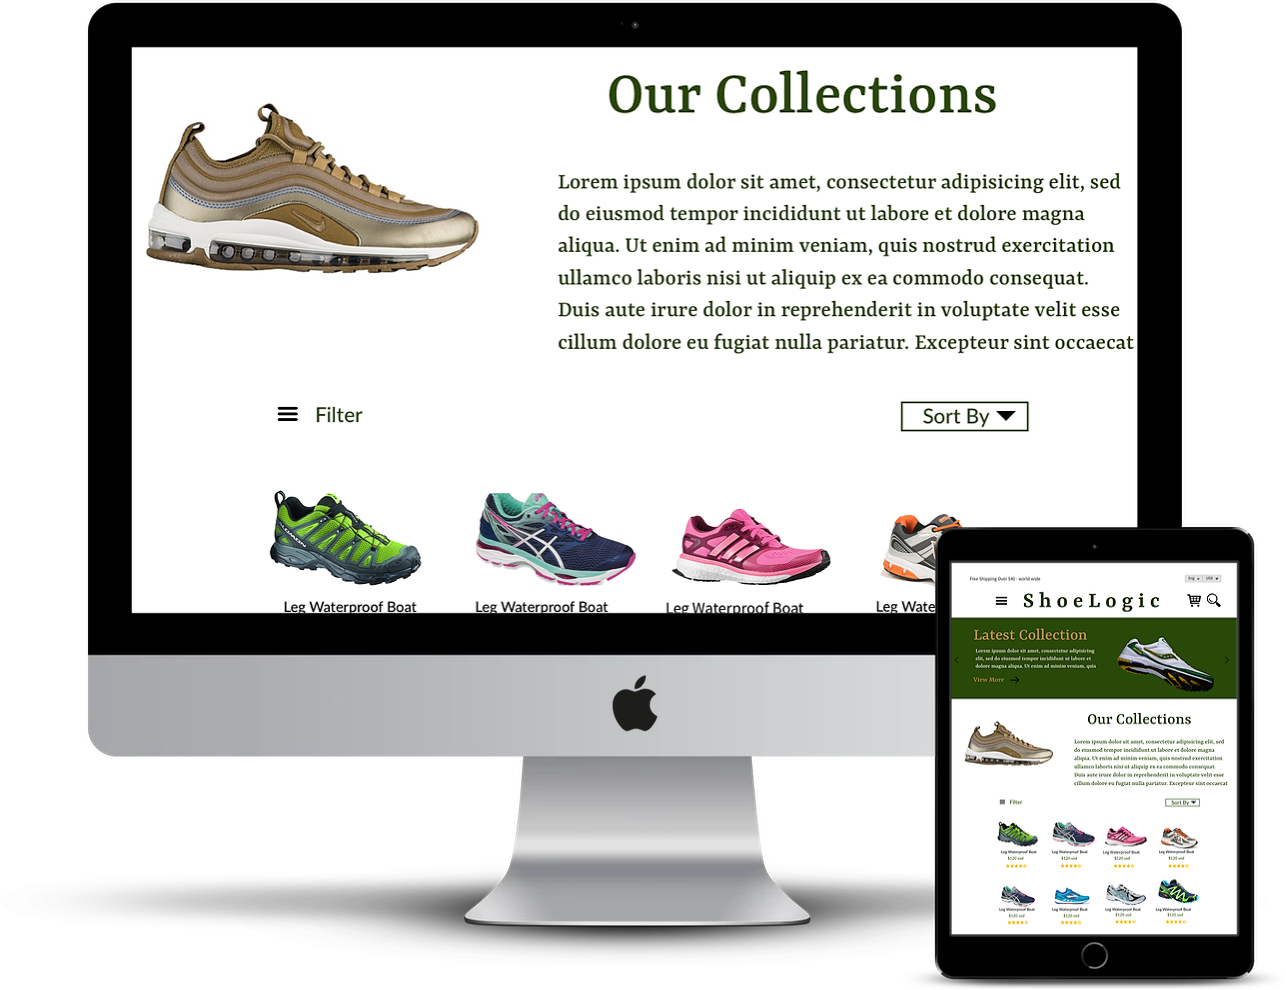 Our Collections
Lorem ipsum dolor sit amet, consectetur adipisicing elit, sed
do eiusmod tempor incididunt ut labore et dolore magna
aliqua. Ut enim ad minim veniam, quis nostrud exercitation
ullamco laboris nisi ut aliquip ex ea commodo consequat.
Duis aute irure dolor in reprehenderit in voluptate velit esse
cillum dolore eu fugiat nulla pariatur. Excepteur sint occaecat
Filter
Sort By
Leg Waterproof Boat
Leg Waterproof Boat
Leg Waterproof Boat
Leg Wate
Free Shipping Over $40 - world wide
Eng
USD
ShoeLogic
Latest Collection
Lorem ipsum dolor sit amet, consectetur adipisicing
elit, sed do eiusmod tempor incididunt ut labore et
dolore magna aliqua. Ut enim ad minim veniam, quis
View More
Our Collections
Lorem ipsum dolor sit amet, consectetur adipisicing elit, sed
do eiusmod tempor incididunt ut labore et dolore magna
aliqua. Ut enim ad minim veniam, quis nostrud exercitation
ullamco laboris nisi ut aliquip ex ea commodo consequat.
Duis aute irure dolor in reprehenderit in voluptate velit esse
cillum dolore eu fugiat nulla pariatur. Excepteur sint occaecat
Filter
Sort By
Leg Waterproof Boat
Leg Waterproof Boat
Leg Waterproof Boat
Leg Waterproof Boat
$120 usd
$120 usd
$120 usd
$120 usd
Leg Waterproof Boat
Leg Waterproof Boat
Leg Waterproof Boat
Leg Waterproof Boat
$120 usd
$120 usd
$120 usd
$120 usd